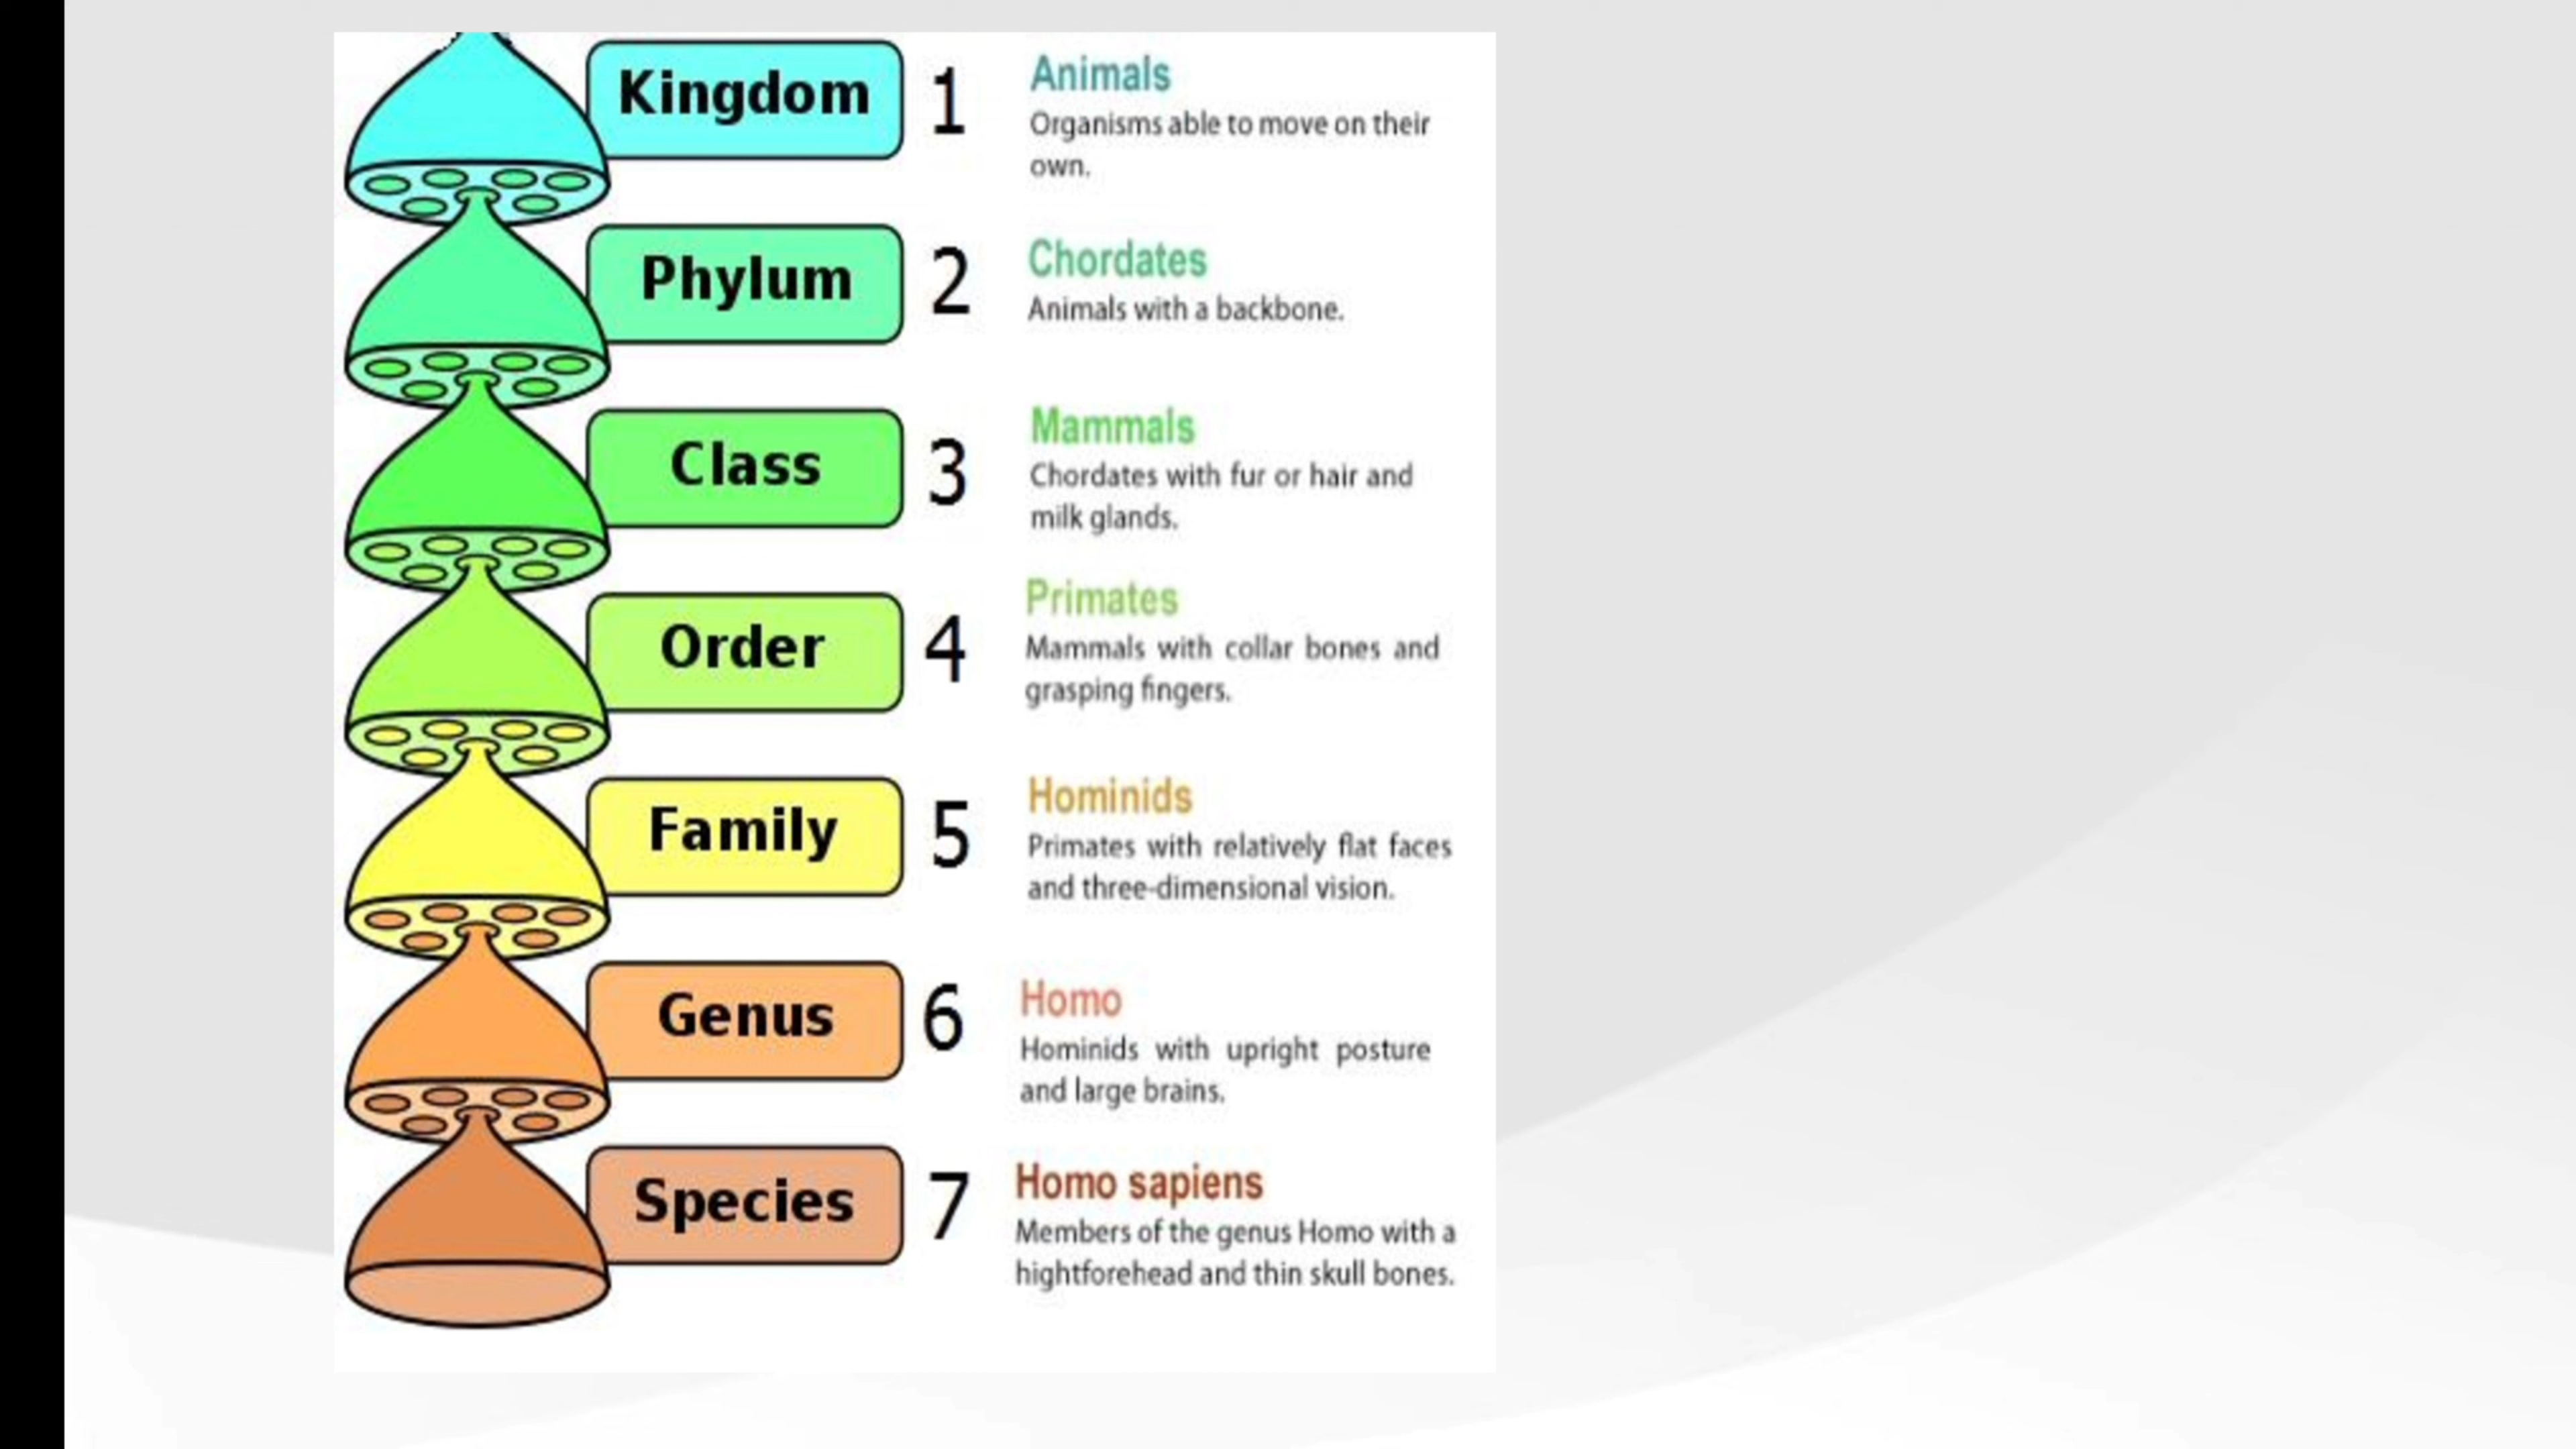 Kingdom 1 Animals
Organisms able to move on their
own.
Phylum 2 Chordates
Animals with a backbone.
Class 3 Mammals
Chordates with fur or hair and
milk glands.
Order 4 Primates
Mammals with collar bones and
grasping fingers.
Family 5 Hominids
Primates with relatively flat faces
and three-dimensional vision.
Genus 6 Homo
Hominids with upright posture
and large brains.
Species 7 Homo sapiens
Members of the genus Homo with a
hightforehead and thin skull bones.